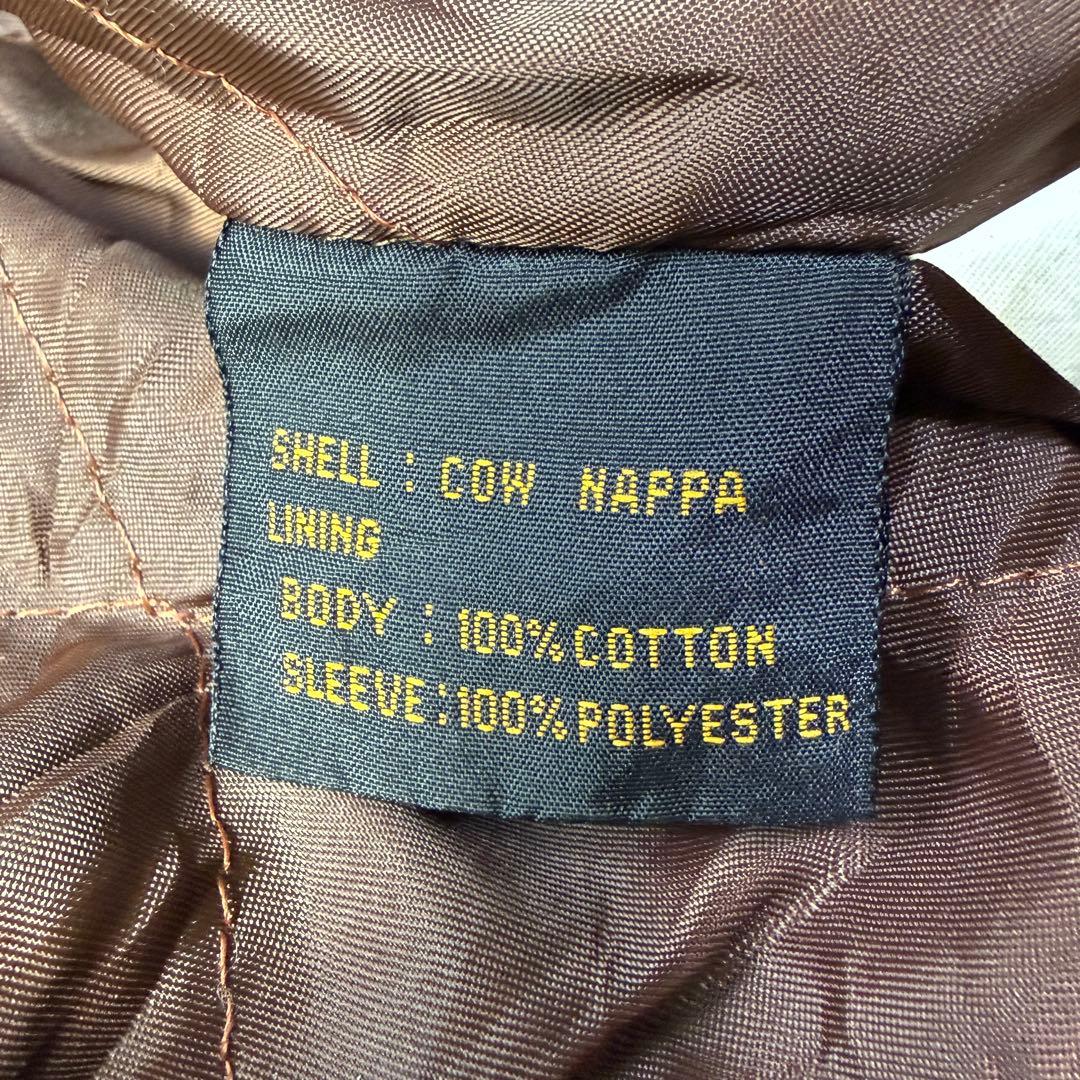 SHELL : COW NAPPA
LINING
BODY : 100% COTTON
SLEEVE : 100% POLYESTER